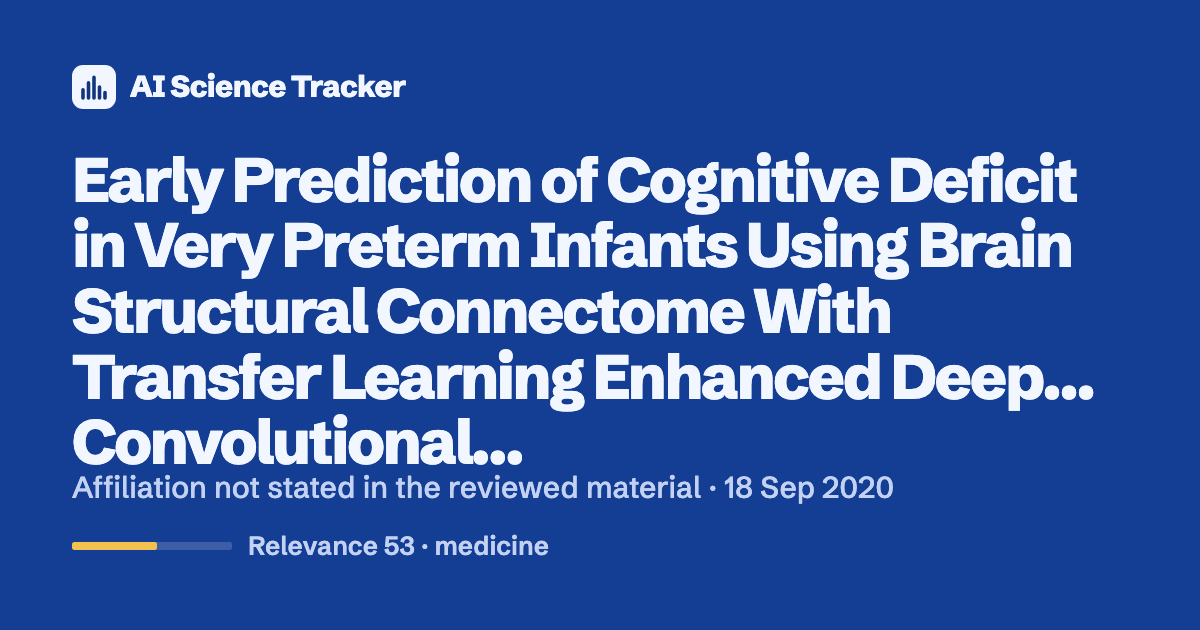 AI Science Tracker
Early Prediction of Cognitive Deficit
in Very Preterm Infants Using Brain
Structural Connectome With
Transfer Learning Enhanced Deep...
Convolutional...
Affiliation not stated in the reviewed material · 18 Sep 2020
Relevance 53 · medicine